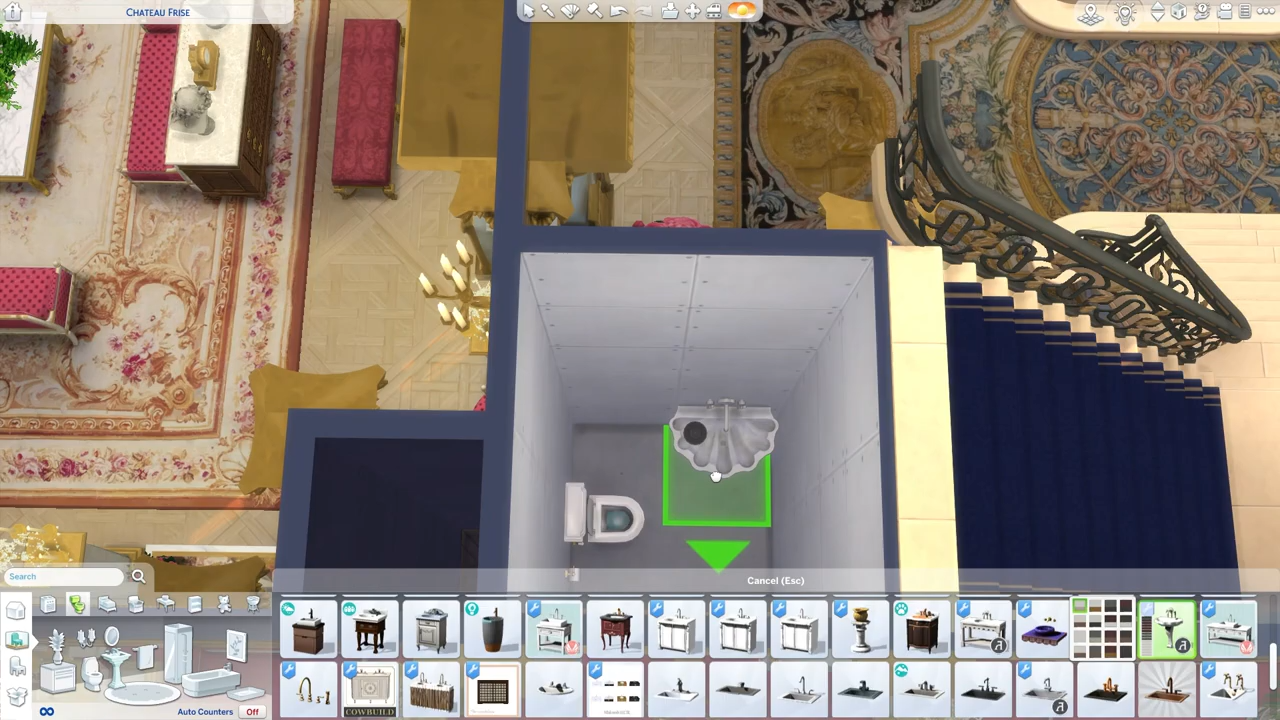 CHATEAU FRISE
Cancel (Esc)
Search
COWBUILD
Auto Counters
Off